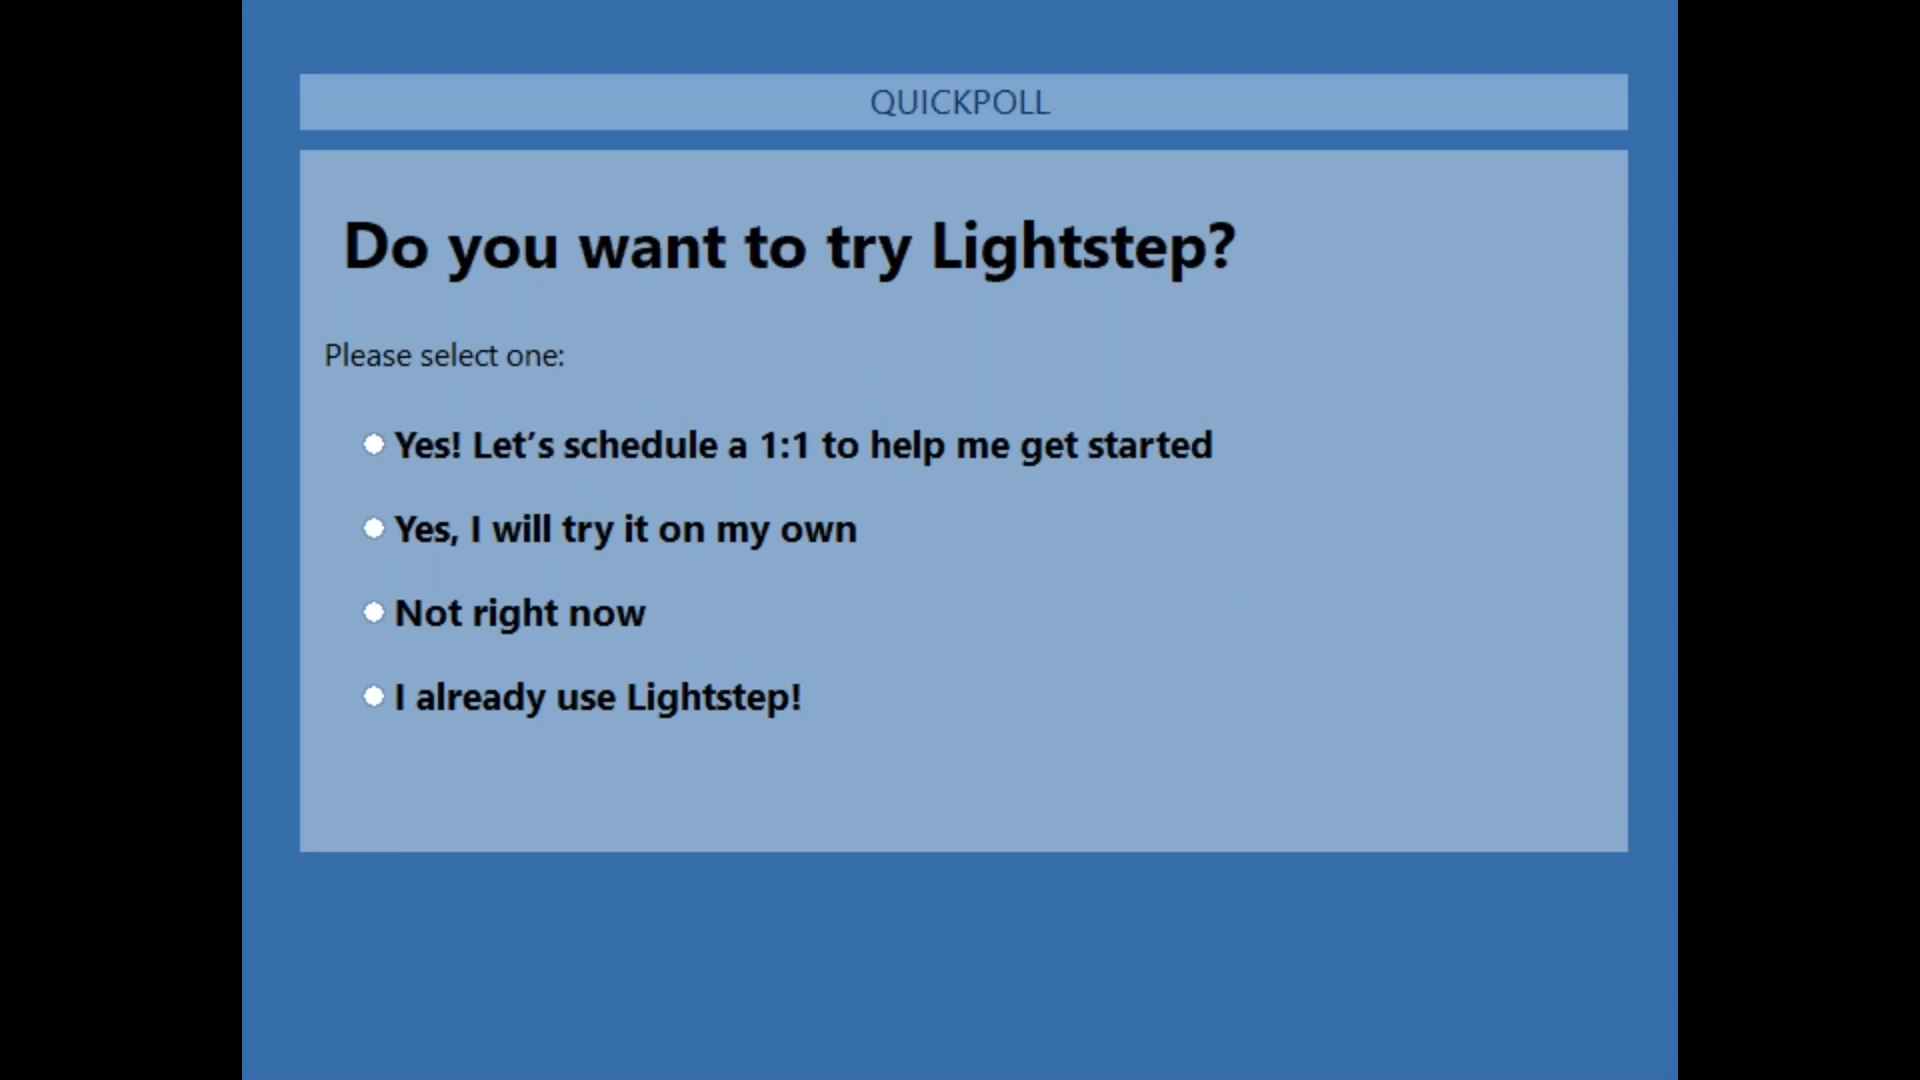 QUICKPOLL
Do you want to try Lightstep?
Please select one:
Yes! Let’s schedule a 1:1 to help me get started
Yes, I will try it on my own
Not right now
I already use Lightstep!